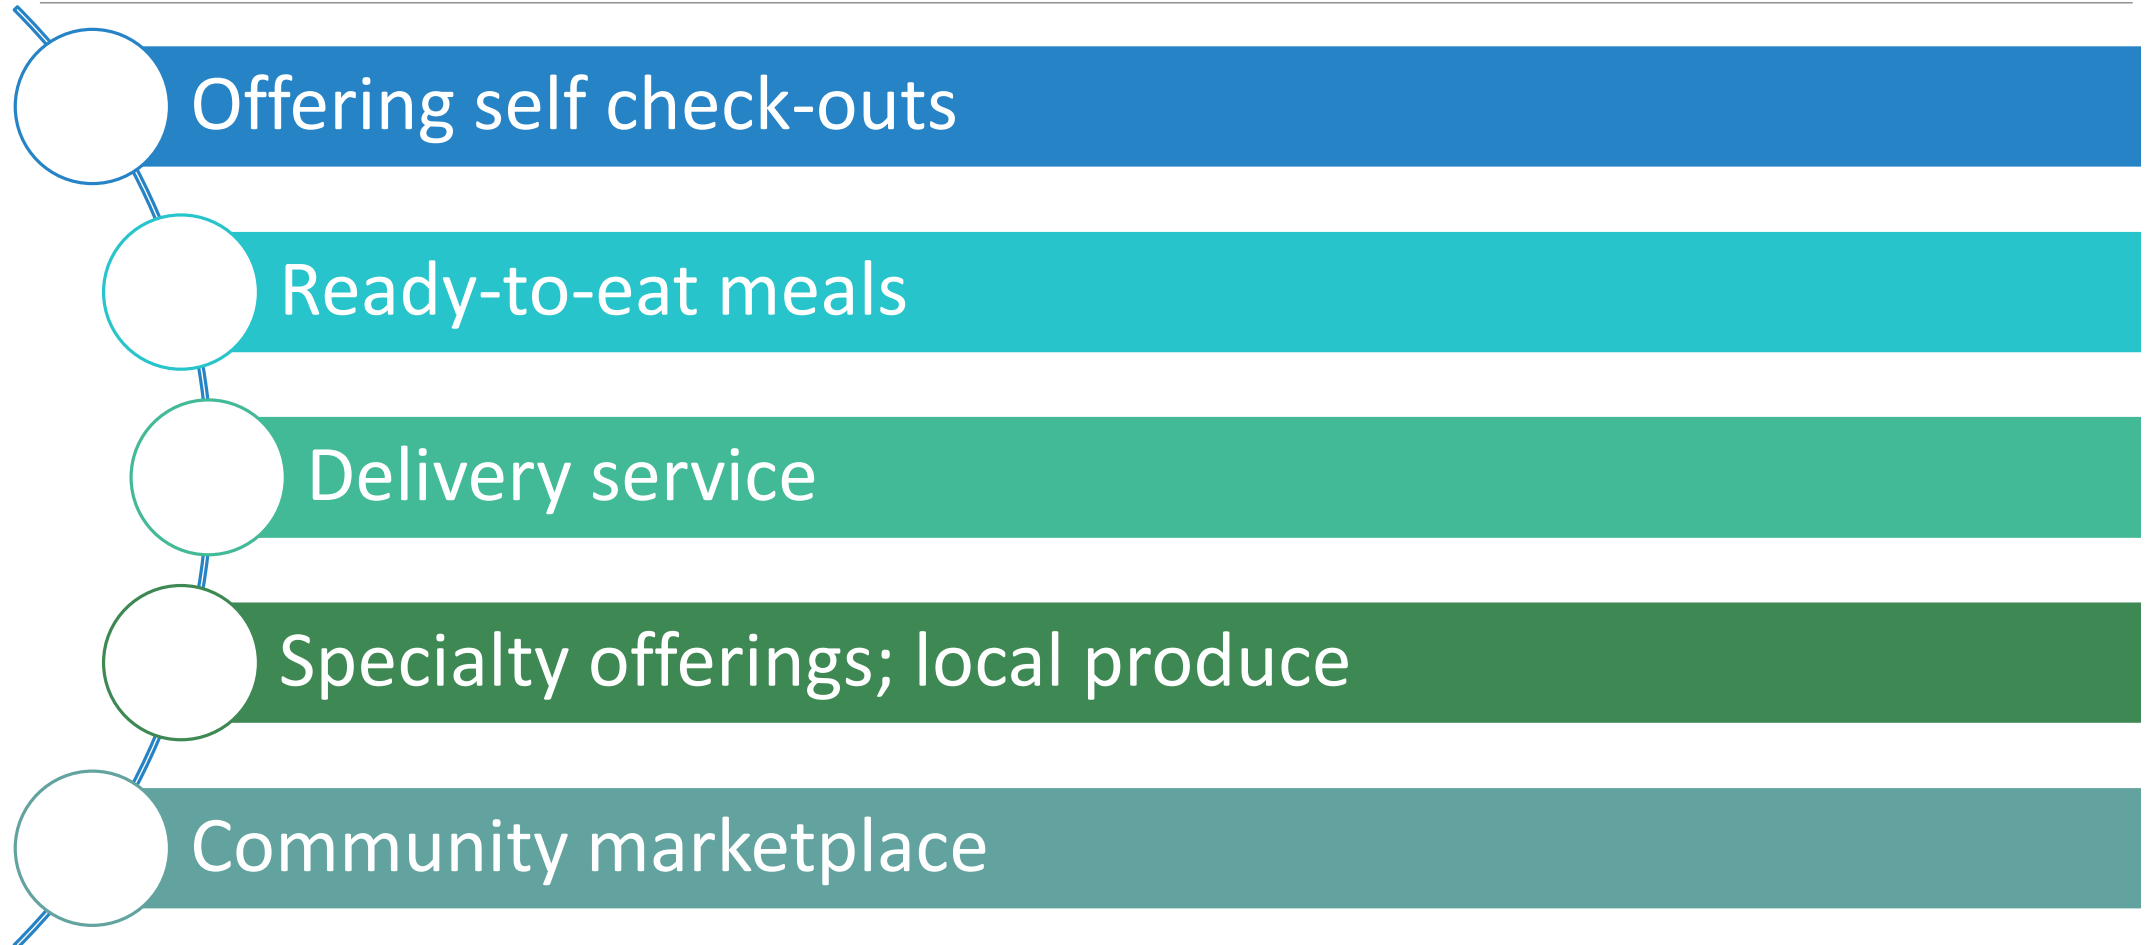 Offering self check-outs
Ready-to-eat meals
Delivery service
Specialty offerings; local produce
Community marketplace